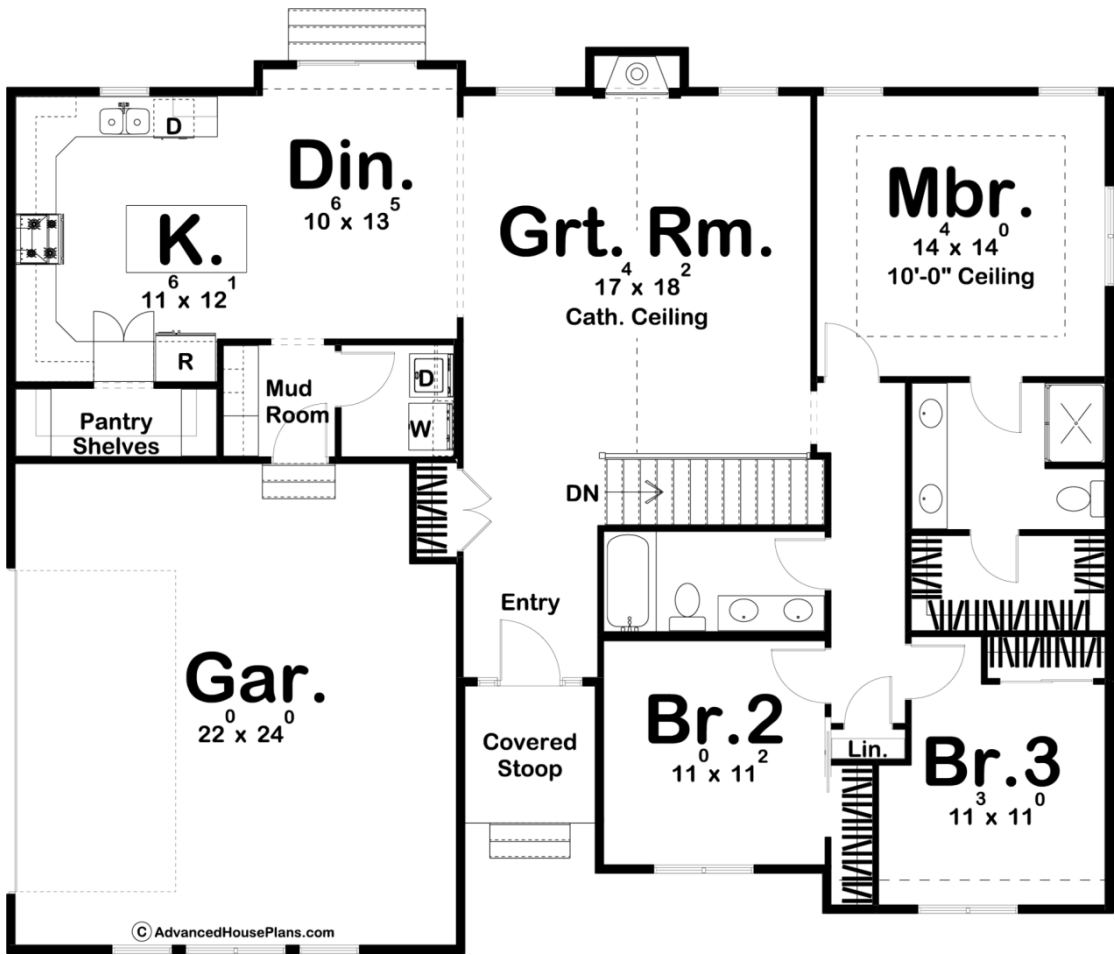 D
Din.
10⁶ x 13⁵
K.
11⁶ x 12¹
R
Pantry
Shelves
Mud
Room
D
W
Grt. Rm.
17⁴ x 18²
Cath. Ceiling
Mbr.
14⁴ x 14⁰
10'-0" Ceiling
DN
Entry
Gar.
22⁰ x 24⁰
Covered
Stoop
Br.2
11⁰ x 11²
Lin.
Br.3
11³ x 11⁰
© AdvancedHousePlans.com